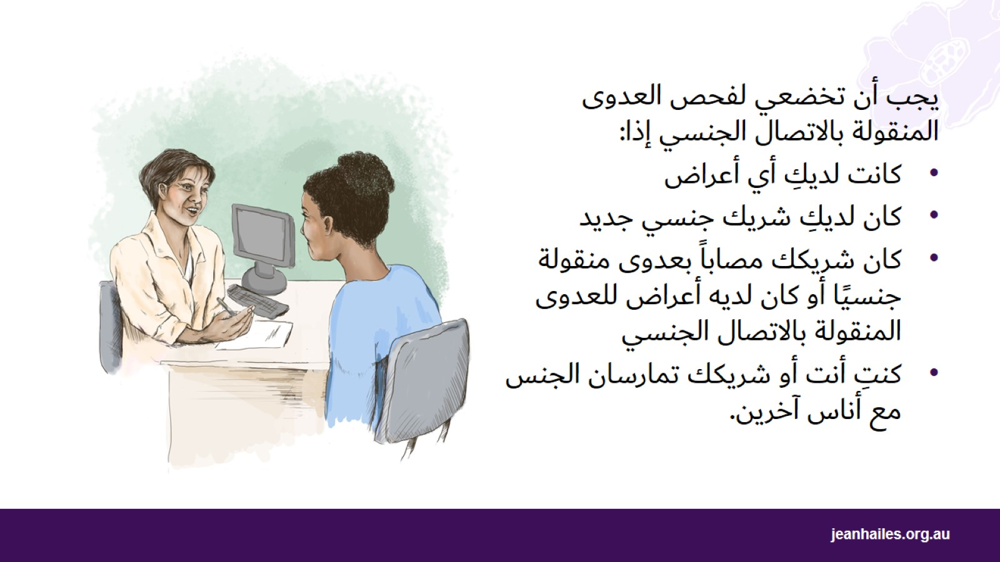 يجب أن تخضعي لفحص العدوى
المنقولة بالاتصال الجنسي إذا:
• كانت لديكِ أي أعراض
• كان لديكِ شريك جنسي جديد
• كان شريكك مصاباً بعدوى منقولة
جنسيًا أو كان لديه أعراض للعدوى
المنقولة بالاتصال الجنسي
• كنتِ أنت أو شريكك تمارسان الجنس
مع أناس آخرين.
jeanhailes.org.au